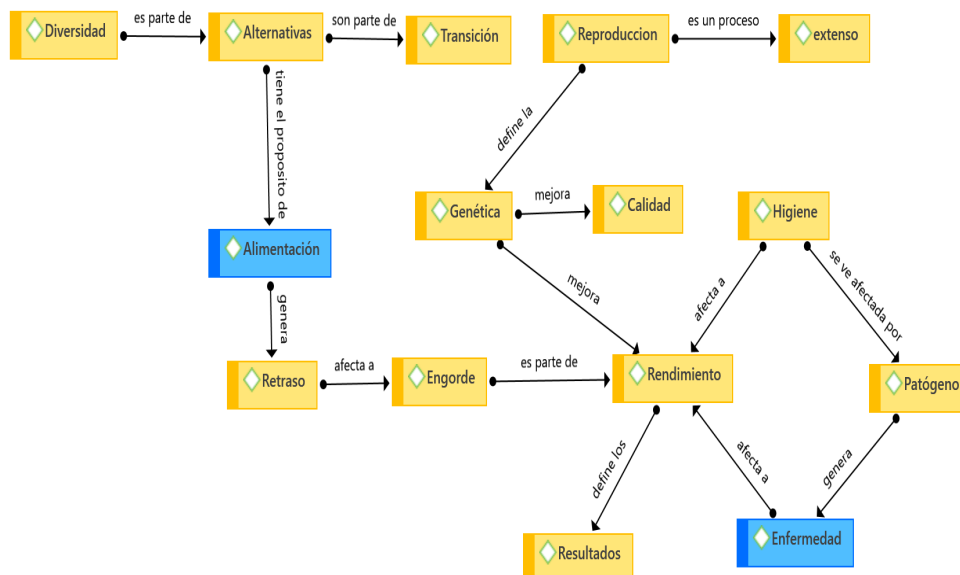 Diversidad
es parte de
Alternativas
son parte de
Transición
Reproduccion
es un proceso
extenso
tiene el proposito de
define la
Genética
mejora
Calidad
Higiene
Alimentación
mejora
afecta a
se ve afectada por
genera
Retraso
afecta a
Engorde
es parte de
Rendimiento
Patógeno
define los
afecta a
genera
Resultados
Enfermedad